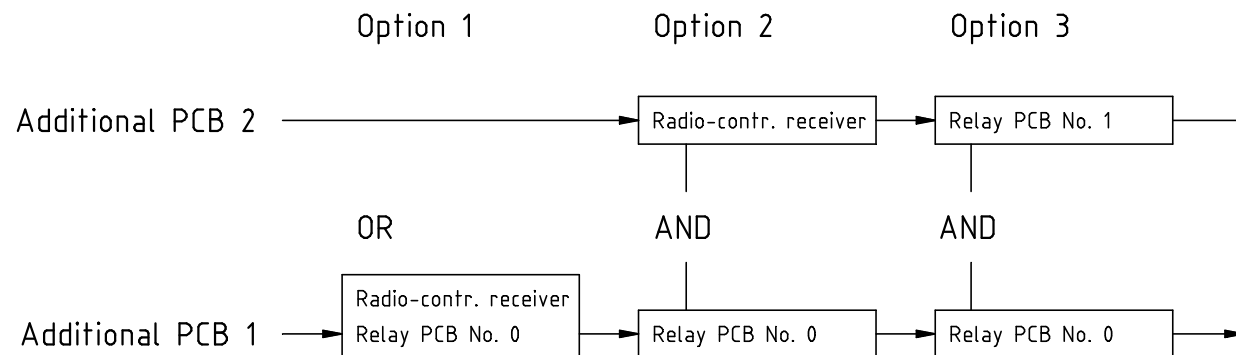 Option 1 Option 2 Option 3
Additional PCB 2 Radio-contr. receiver Relay PCB No. 1
OR AND AND
Radio-contr. receiver
Additional PCB 1 Relay PCB No. 0 Relay PCB No. 0 Relay PCB No. 0